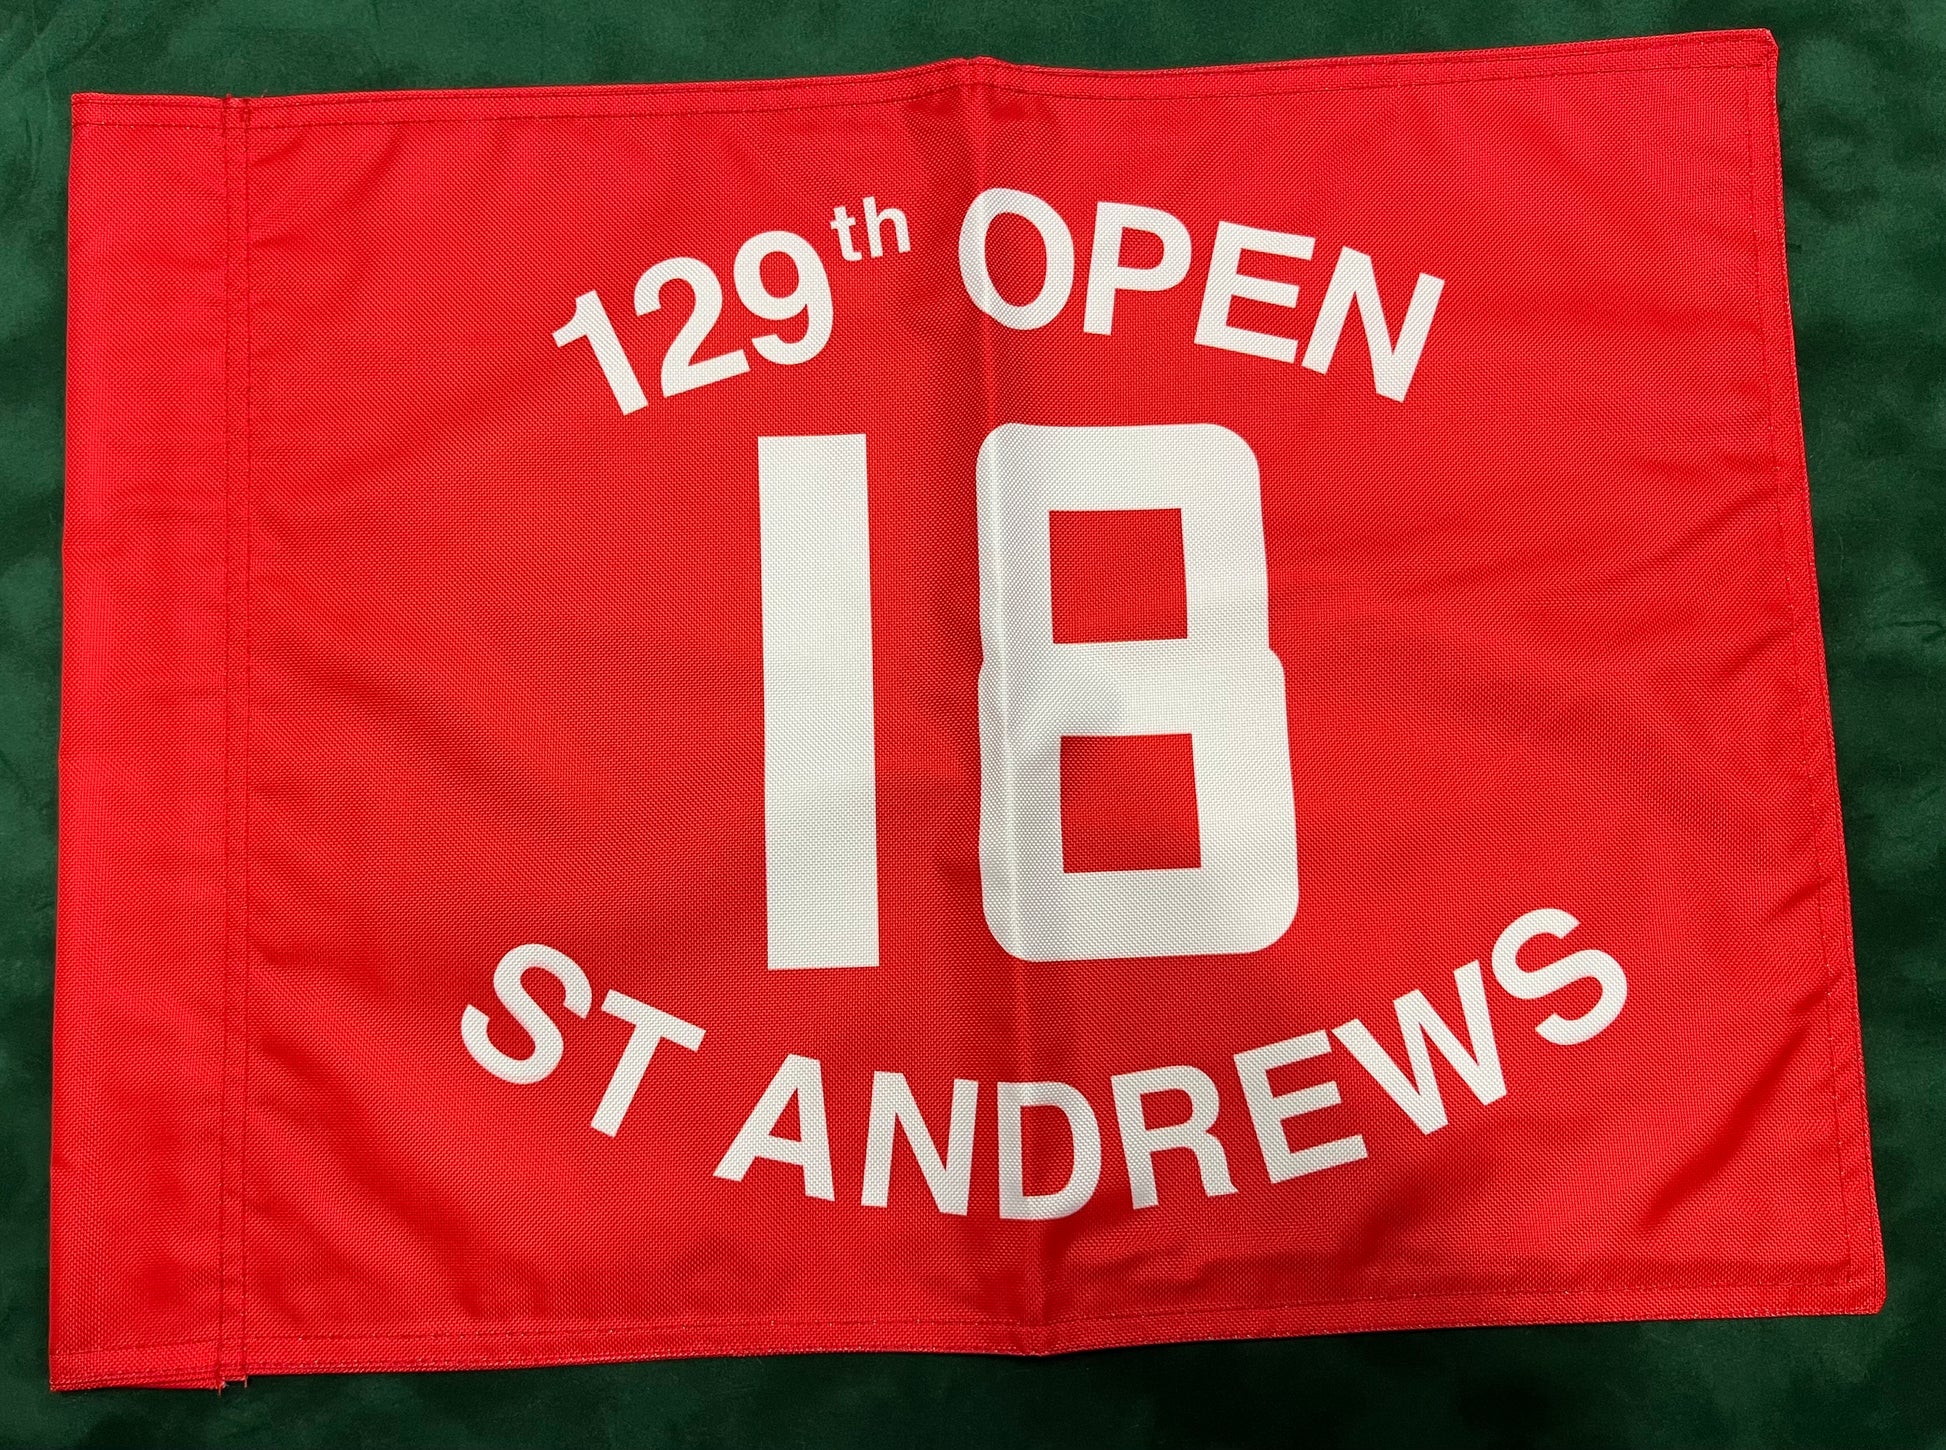 129th OPEN
18
ST ANDREWS